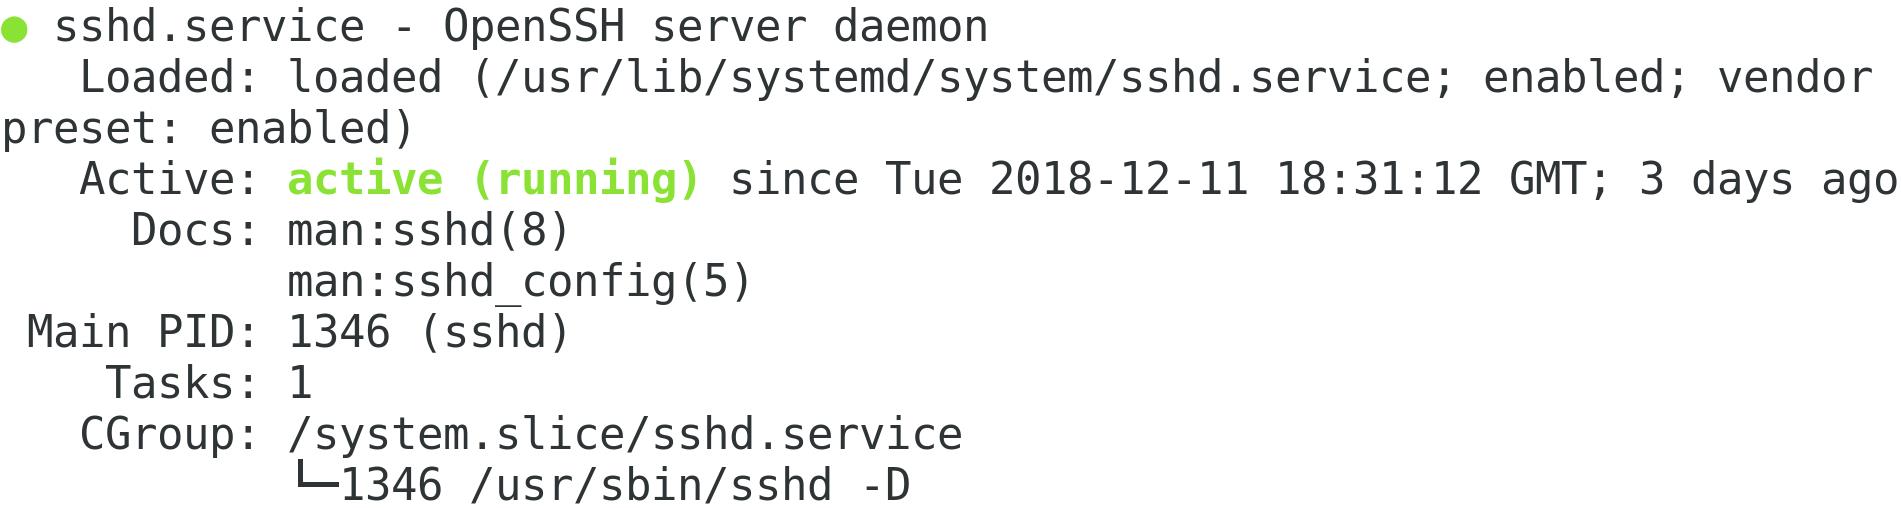 ● sshd.service - OpenSSH server daemon
   Loaded: loaded (/usr/lib/systemd/system/sshd.service; enabled; vendor
preset: enabled)
   Active: active (running) since Tue 2018-12-11 18:31:12 GMT; 3 days ago
     Docs: man:sshd(8)
           man:sshd_config(5)
 Main PID: 1346 (sshd)
    Tasks: 1
   CGroup: /system.slice/sshd.service
           └─1346 /usr/sbin/sshd -D